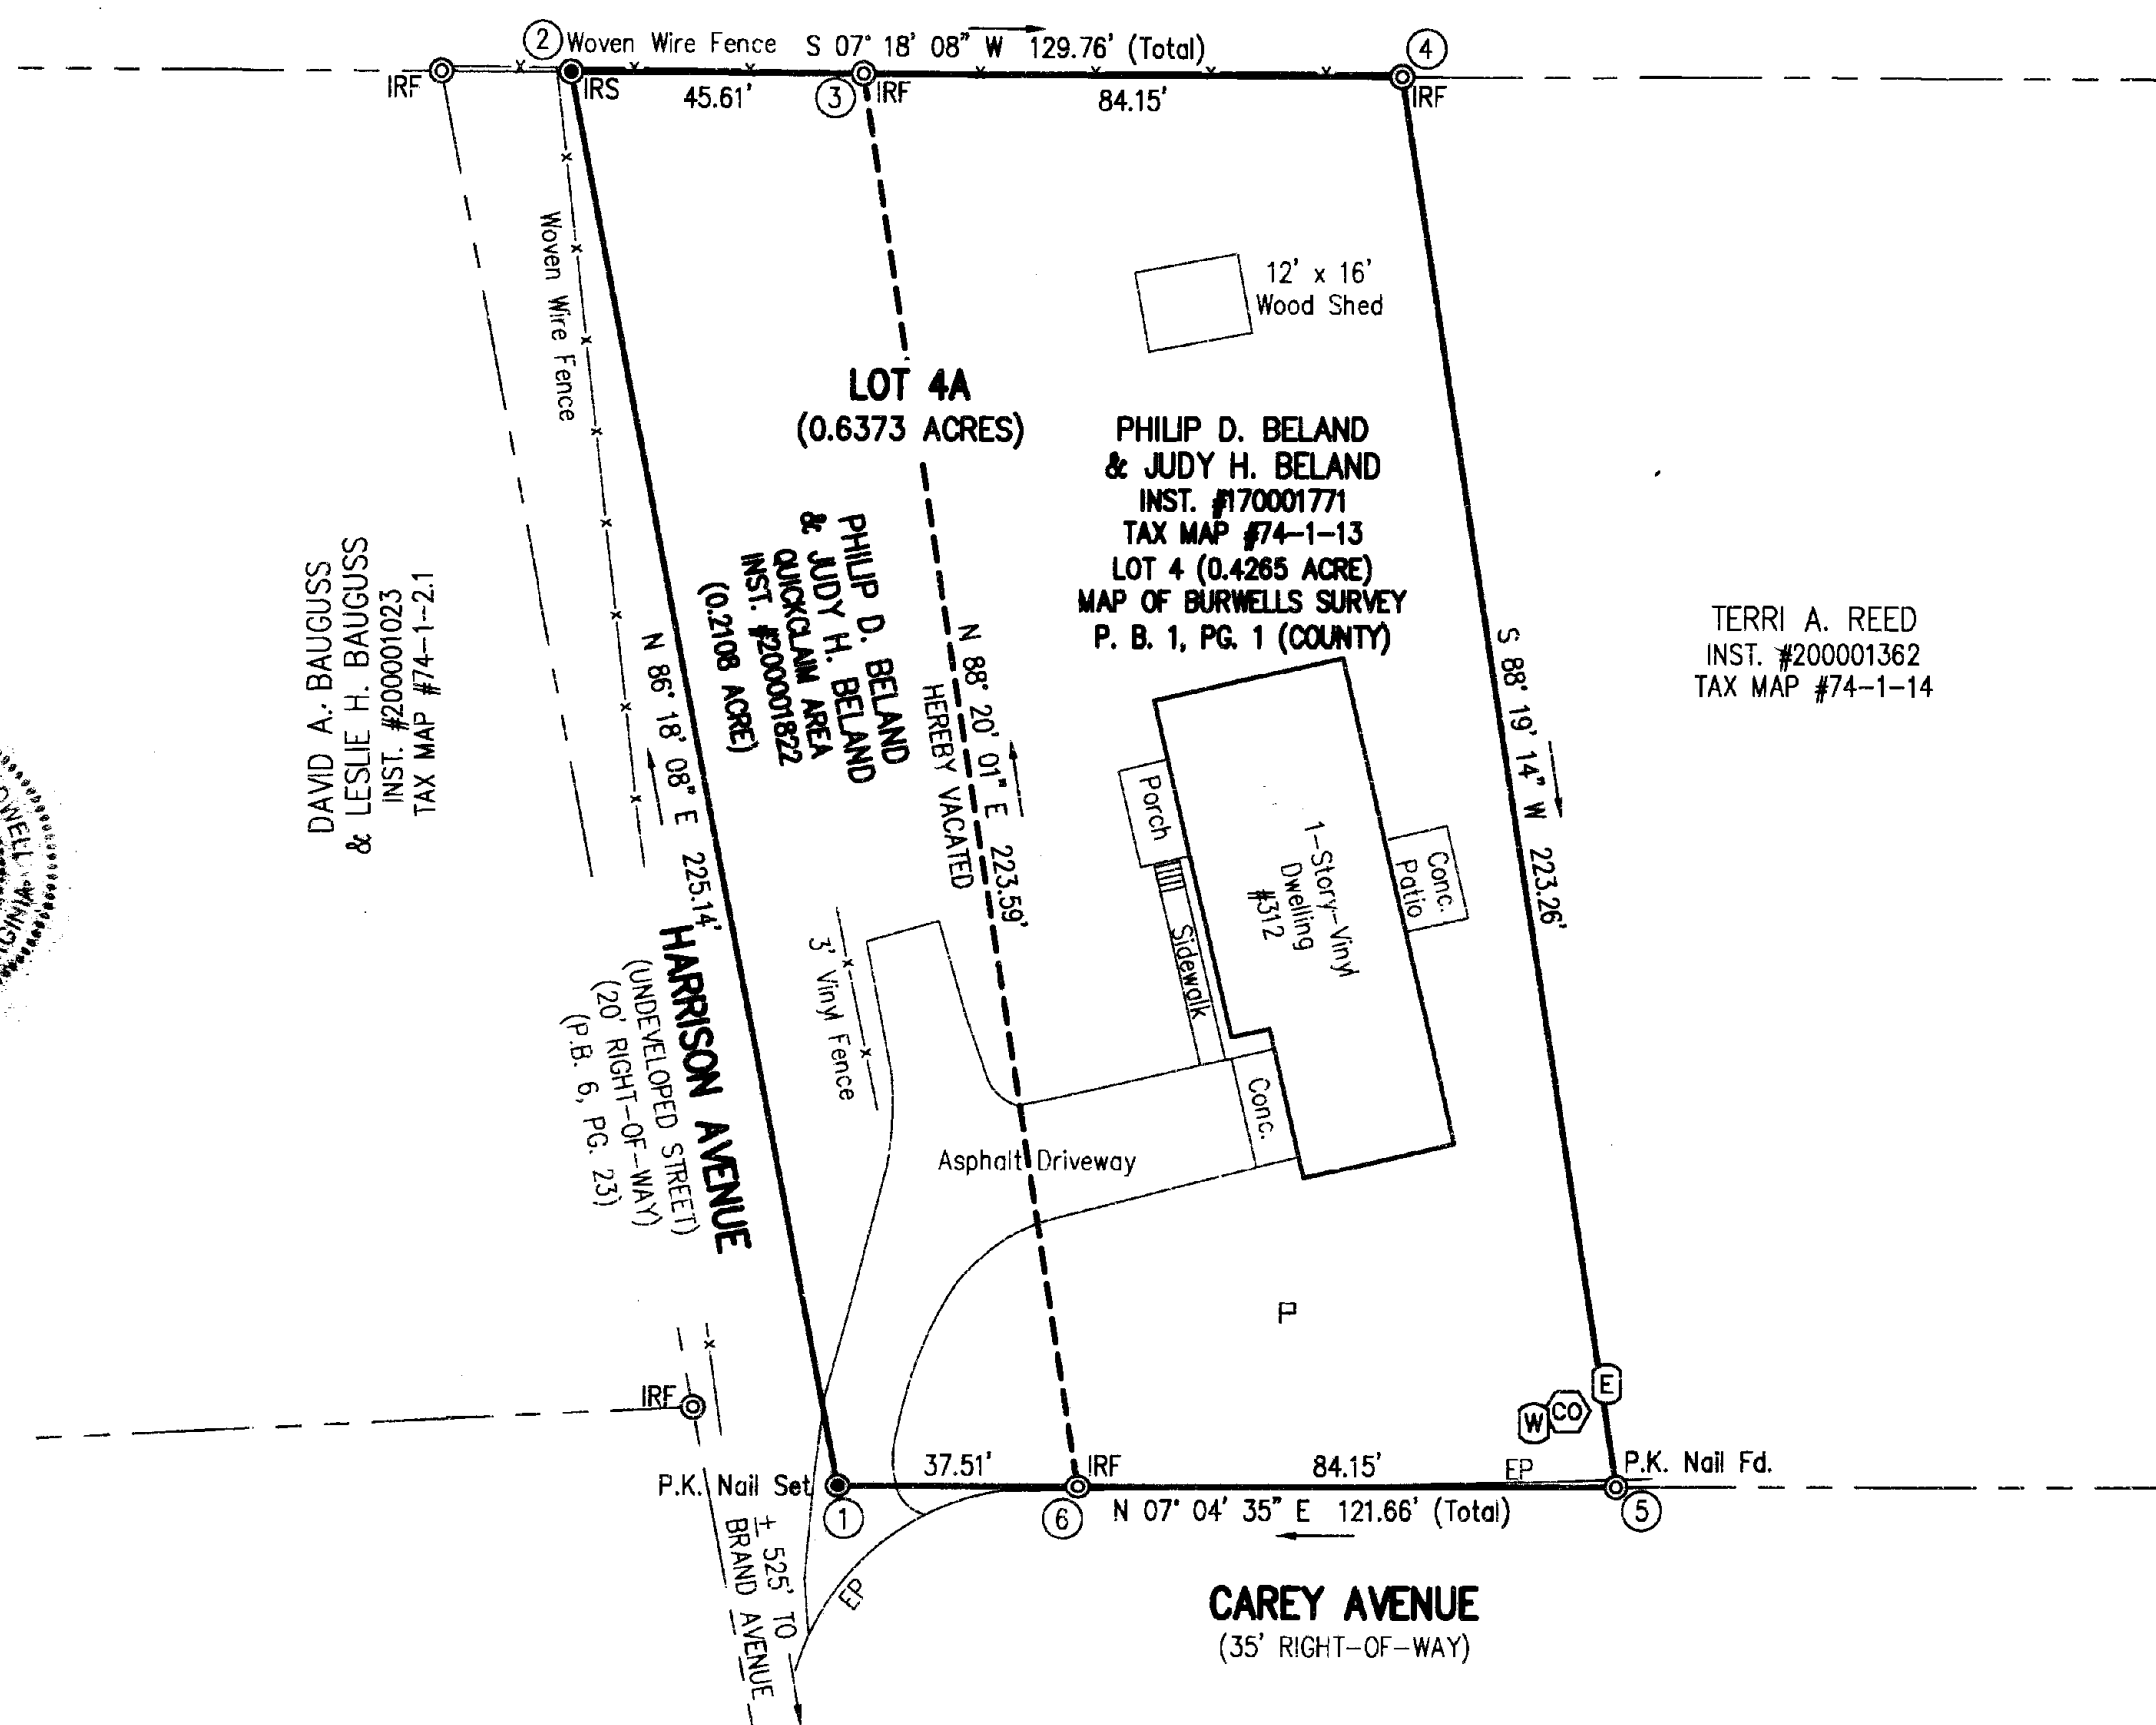 2 Woven Wire Fence S 07° 18' 08" W 129.76' (Total) 4
IRF IRS 45.61' 3 IRF 84.15' IRF
Woven Wire Fence
12' x 16'
Wood Shed
LOT 4A
(0.6373 ACRES)
PHILIP D. BELAND
& JUDY H. BELAND
INST. #170001771
TAX MAP #74-1-13
LOT 4 (0.4265 ACRE)
MAP OF BURWELLS SURVEY
P. B. 1, PG. 1 (COUNTY)
PHILIP D. BELAND
& JUDY H. BELAND
QUICKCLAIM AREA
INST. #200001822
(0.2108 ACRE)
DAVID A. BAUGUSS
& LESLIE H. BAUGUSS
INST. #200001023
TAX MAP #74-1-2.1
TERRI A. REED
INST. #200001362
TAX MAP #74-1-14
N 86° 18' 08" E 225.14'
N 88° 20' 01" E 223.59'
HEREBY VACATED
S 88° 19' 14" W 223.26'
Porch
1-Story-Vinyl
Dwelling
#312
Conc.
Patio
Sidewalk
Conc.
3' Vinyl Fence
HARRISON AVENUE
(UNDEVELOPED STREET)
(20' RIGHT-OF-WAY)
(P.B. 6, PG. 23)
Asphalt Driveway
P
E
W CO
IRF
P.K. Nail Set 37.51' IRF 84.15' EP P.K. Nail Fd.
1 6 N 07° 04' 35" E 121.66' (Total) 5
± 525' TO
BRAND AVENUE
EP
CAREY AVENUE
(35' RIGHT-OF-WAY)